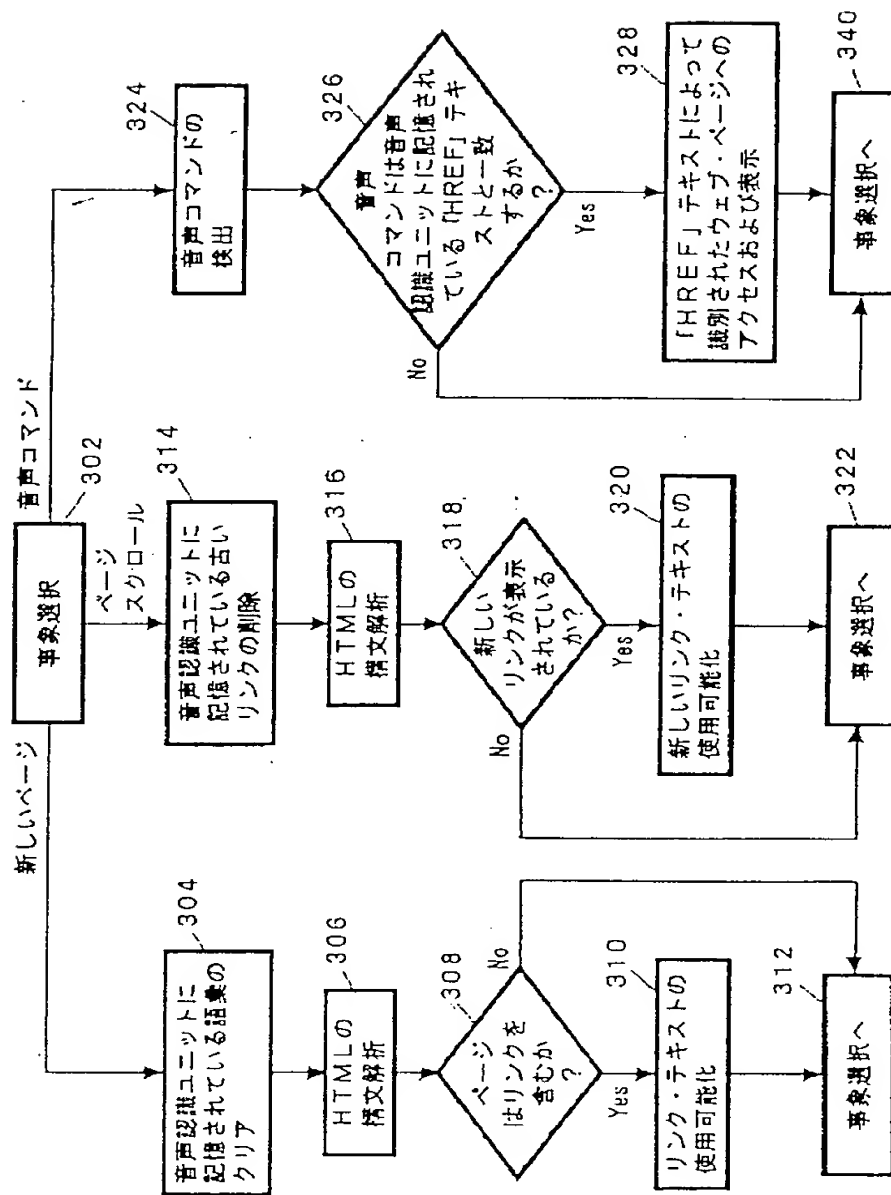 事象選択
302
新しいページ
音声認識ユニットに
記憶されている語彙の
クリア
304
HTMLの
構文解析
306
ページ
はリンクを
含むか
?
308
No
Yes
リンク・テキストの
使用可能化
310
事象選択へ
312
ページ
スクロール
音声認識ユニットに
記憶されている古い
リンクの削除
314
HTMLの
構文解析
316
新しい
リンクが表示
されている
か?
318
No
Yes
新しいリンク・テキストの
使用可能化
320
事象選択へ
322
音声コマンド
音声コマンドの
検出
324
音声
コマンドは音声
認識ユニットに記憶され
ている「HREF」テキ
ストと一致
するか
?
326
No
Yes
「HREF」テキストによって
識別されたウェブ・ページへの
アクセスおよび表示
328
事象選択へ
340